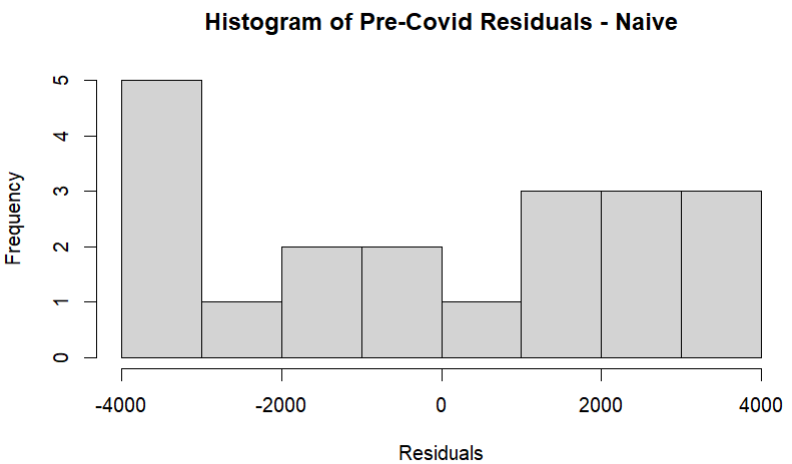 Histogram of Pre-Covid Residuals - Naive
Frequency
5
4
3
2
1
0
-4000 -2000 0 2000 4000
Residuals